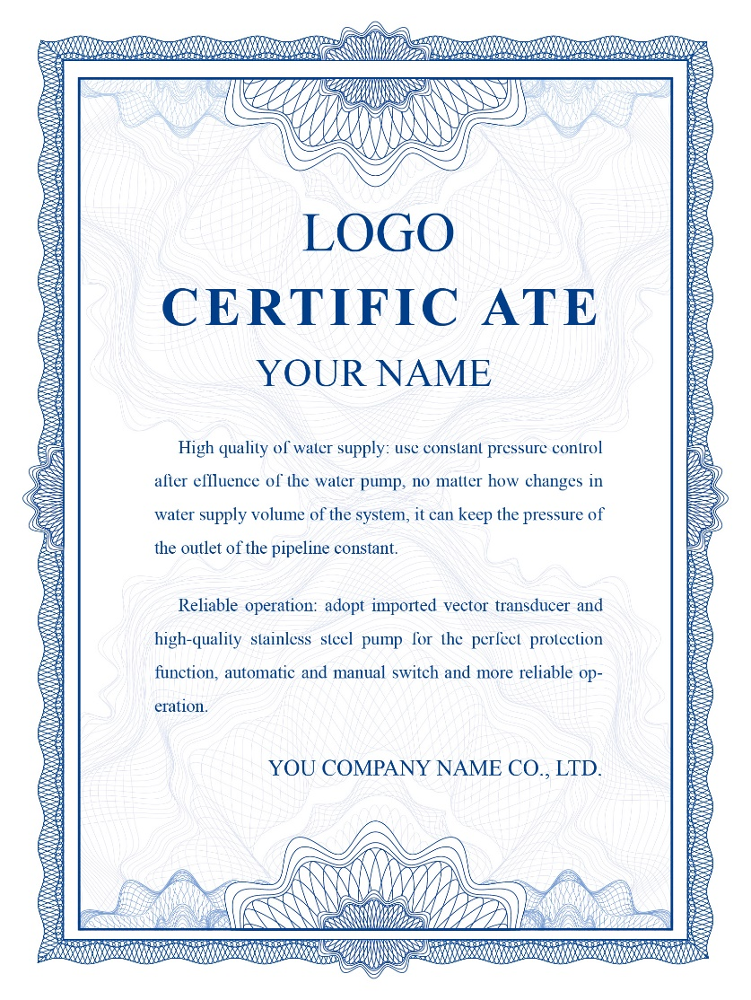 LOGO
CERTIFIC ATE
YOUR NAME
High quality of water supply: use constant pressure control
after effluence of the water pump, no matter how changes in
water supply volume of the system, it can keep the pressure of
the outlet of the pipeline constant.
Reliable operation: adopt imported vector transducer and
high-quality stainless steel pump for the perfect protection
function, automatic and manual switch and more reliable op-
eration.
YOU COMPANY NAME CO., LTD.